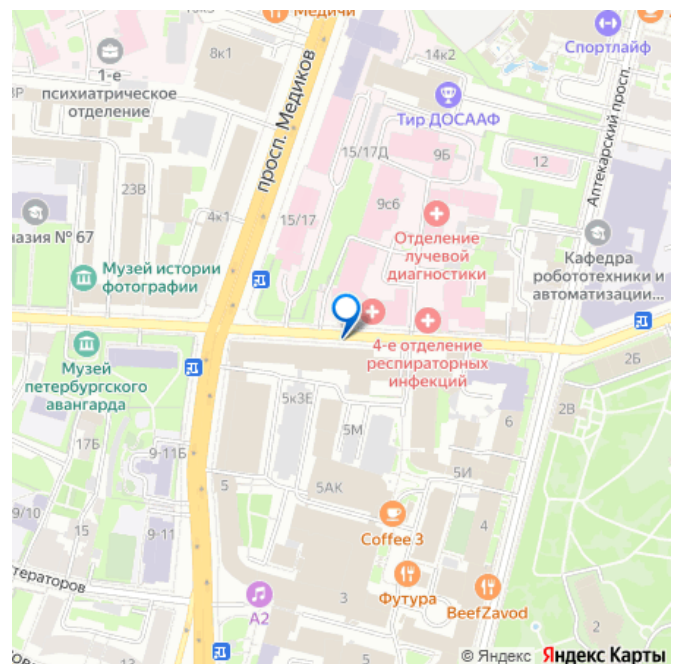 Медичи
8к1
14к2
Спортлайф
1-е
психиатрическое
отделение
просп. Медиков
Тир ДОСААФ
Аптекарский просп.
15/17Д
9Б
12
23В
9с6
4к1
15/17
назия № 67
Отделение
лучевой
диагностики
Кафедра
робототехники и
автоматизации...
Музей истории
фотографии
4-е отделение
респираторных
инфекций
2Б
Музей
петербургского
авангарда
5к3Е
5М
6
2В
17Б
9-11Б
5
5АК
5И
9/10
15
9-11
Coffee 3
4
тераторов
А2
3
Футура
BeefZavod
2
© Яндекс Яндекс Карты